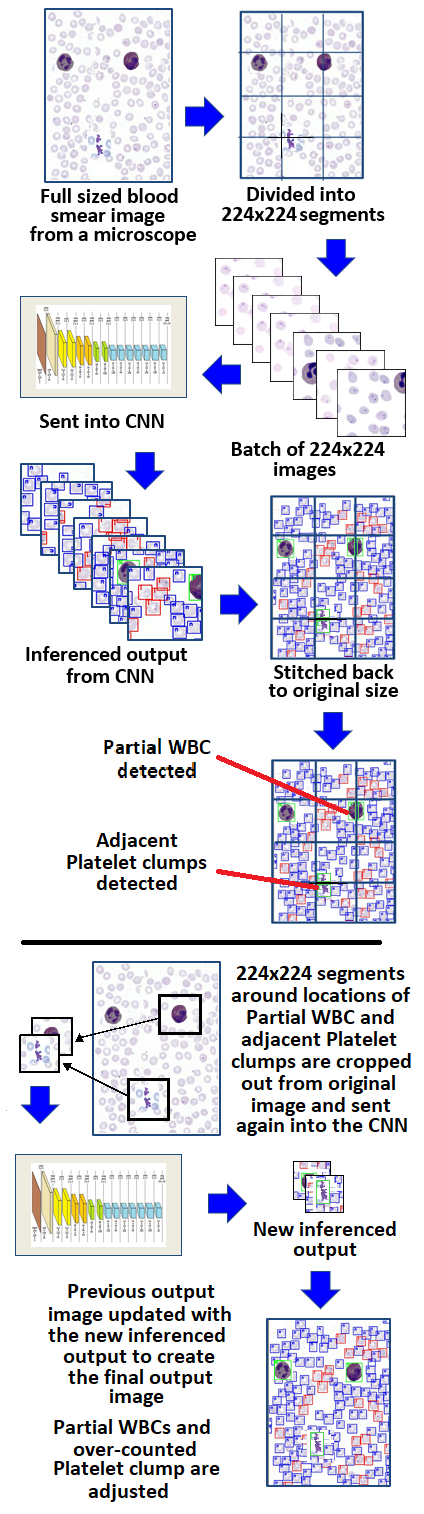 Full sized blood
smear image
from a microscope
Divided into
224x224 segments
Sent into CNN
Batch of 224x224
images
Inferenced output
from CNN
Stitched back
to original size
Partial WBC
detected
Adjacent
Platelet clumps
detected
224x224 segments
around locations of
Partial WBC and
adjacent Platelet
clumps are cropped
out from original
image and sent
again into the CNN
New inferenced
output
Previous output
image updated with
the new inferenced
output to create
the final output
image
Partial WBCs and
over-counted
Platelet clump are
adjusted